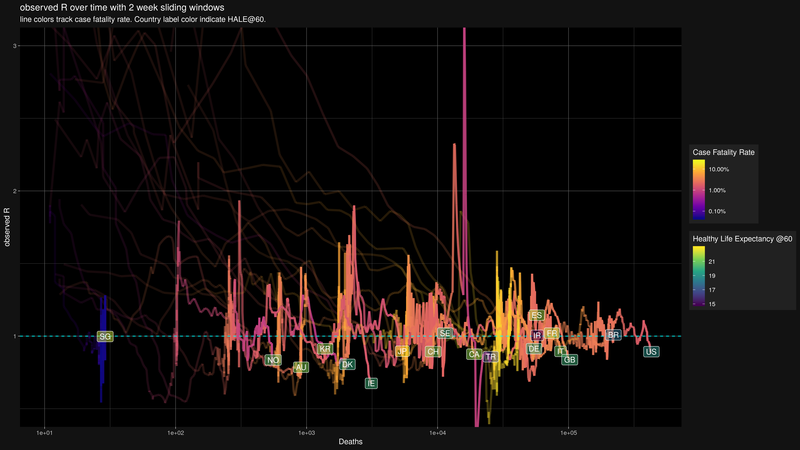 observed R over time with 2 week sliding windows
line colors track case fatality rate. Country label color indicate HALE@60.
3
2
1
observed R
SG
NO
AU
KR
DK
IE
JP
CH
SE
CA
TR
ES
IR
DE
FR
IT
GB
BR
US
1e+01
1e+02
1e+03
1e+04
1e+05
Deaths
Case Fatality Rate
10.00%
1.00%
0.10%
Healthy Life Expectancy @60
21
19
17
15